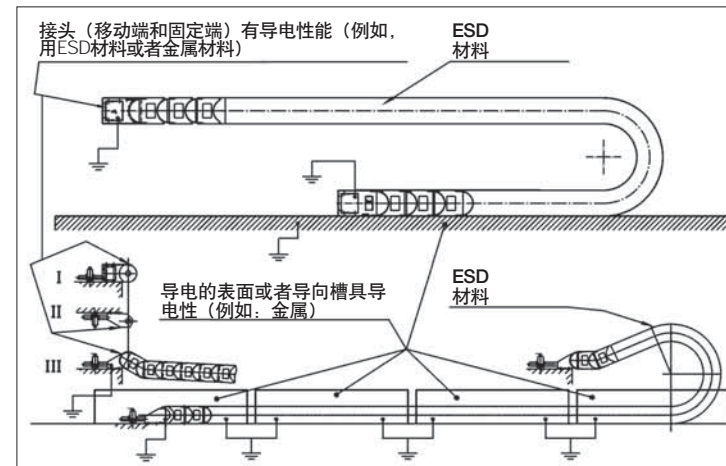 接头（移动端和固定端）有导电性能（例如，
用ESD材料或者金属材料）
ESD
材料
I
II
III
导电的表面或者导向槽具导
电性（例如：金属）
ESD
材料